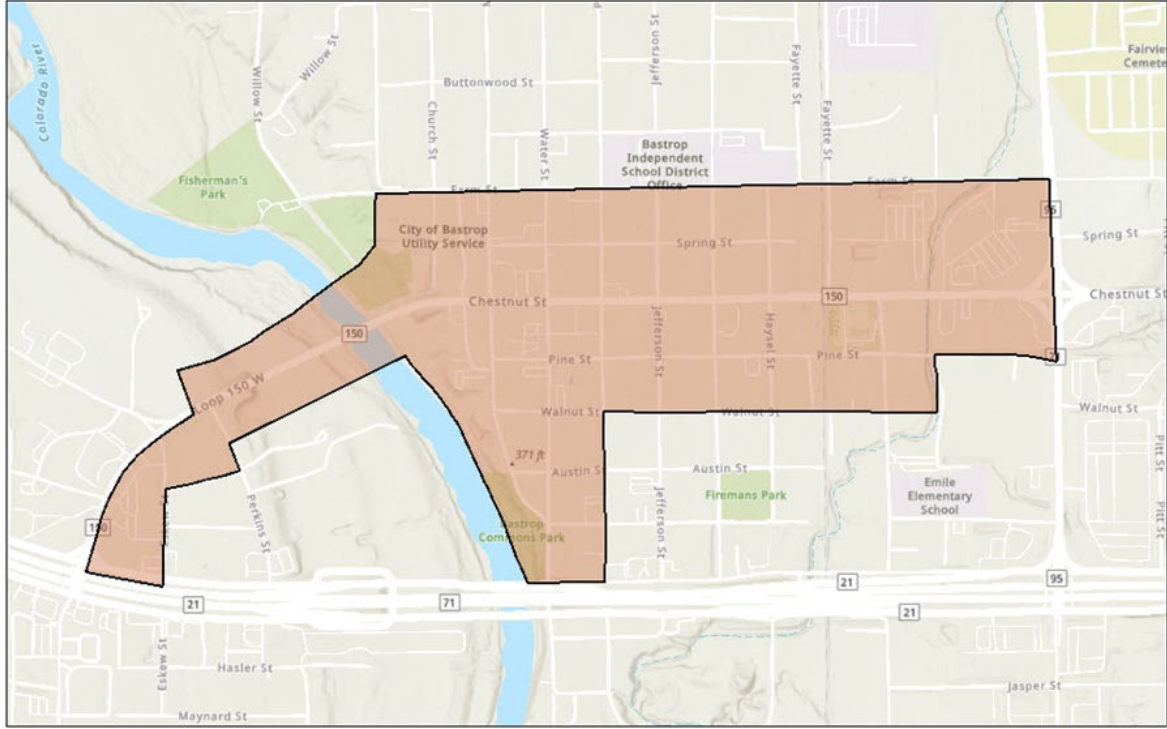 Colorado River
Willow St
Willow St
Buttonwood St
Church St
Water St
Jefferson St
Fayette St
Fayette St
Fairvie
Cemete
Fisherman's
Park
Bastrop
Independent
School District
Office
Farm St
Farm St
95
City of Bastrop
Utility Service
Spring St
Spring St
Chestnut St
150
Chestnut St
150
Jefferson St
Haysel St
Pine St
Pine St
Loop 150 W
Walnut St
Walnut St
Walnut St
Pitt St
371 ft
Austin S
Austin St
Firemans Park
Emile
Elementary
School
Jefferson St
Perkins St
Pitt St
150
Bastrop
Commons Park
21
71
21
21
95
Eskew St
Hasler St
Maynard St
Jasper St